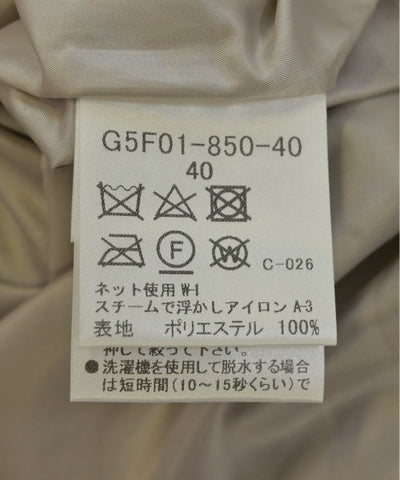 G5F01-850-40
40
F
W
C-026
ネット使用 W-1
スチームで浮かしアイロン A-3
表地 ポリエステル 100%
押して絞って下さい。
●洗濯機を使用して脱水する場合
は短時間(10～15秒くらい)で